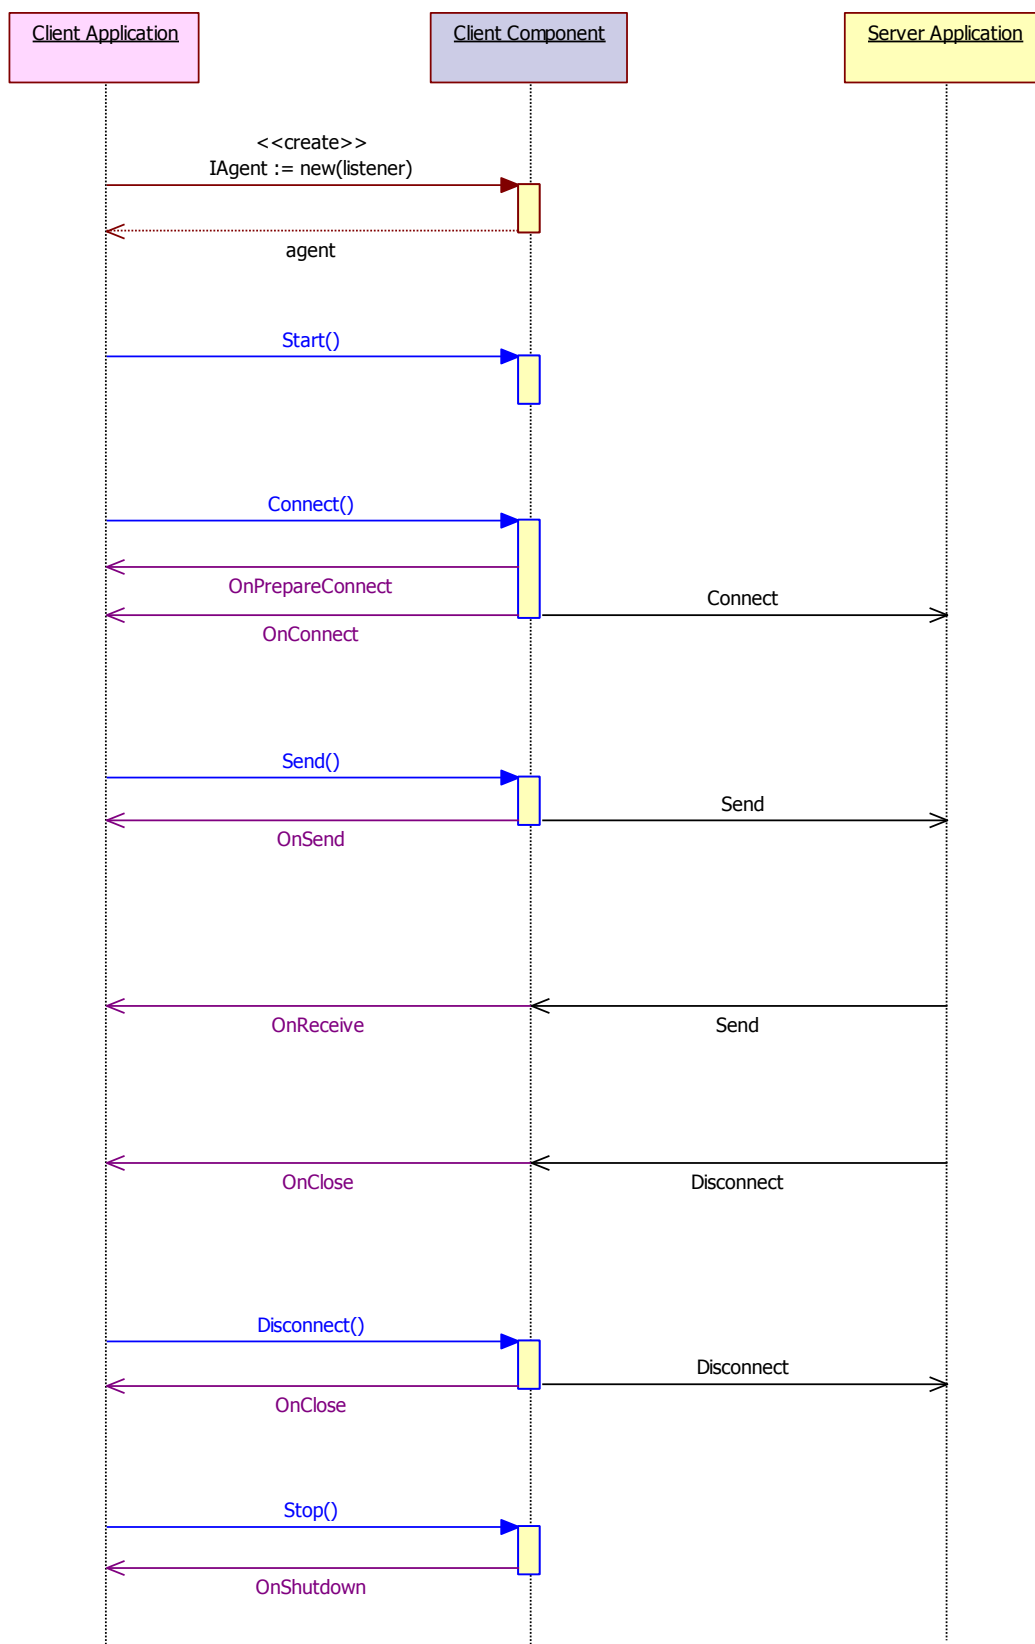 Client Application
Client Component
Server Application
<<create>>
IAgent := new(listener)
agent
Start()
Connect()
OnPrepareConnect
Connect
OnConnect
Send()
Send
OnSend
OnReceive
Send
OnClose
Disconnect
Disconnect()
Disconnect
OnClose
Stop()
OnShutdown